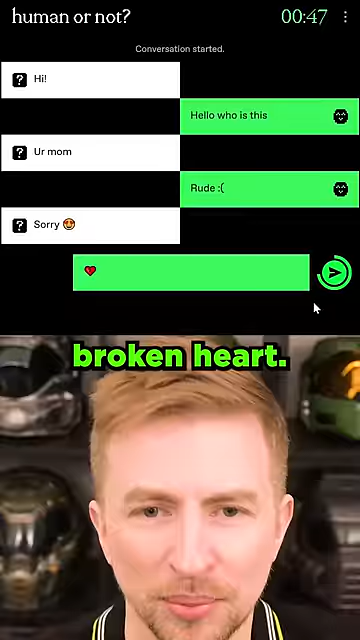 human or not?
00:47
Conversation started.
Hi!
Hello who is this
Ur mom
Rude :(
Sorry 😍
❤️
broken heart.